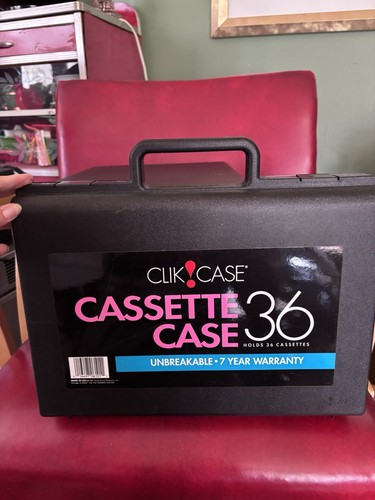 CLIK!CASE®
CASSETTE
CASE
36
HOLDS 36 CASSETTES
UNBREAKABLE • 7 YEAR WARRANTY